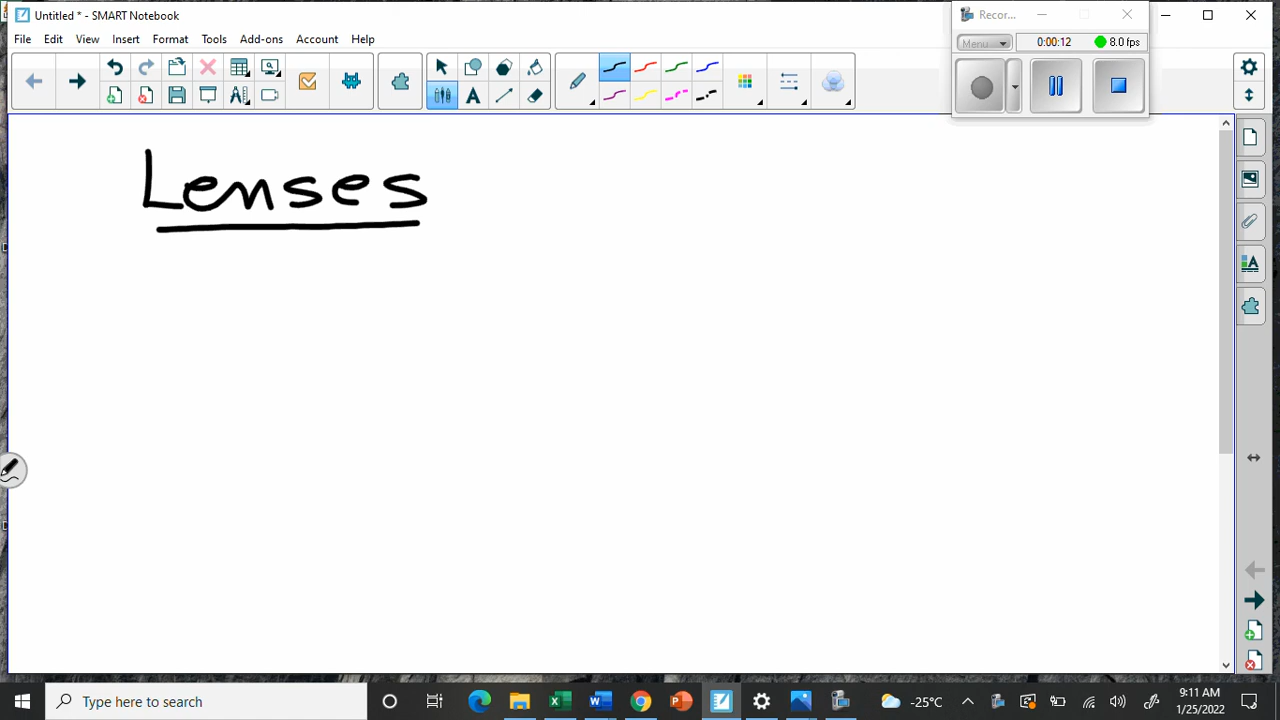 Untitled * - SMART Notebook
Recor...
File Edit View Insert Format Tools Add-ons Account Help
Menu 0:00:12 8.0 fps
Lenses
Type here to search
-25°C
9:11 AM
1/25/2022